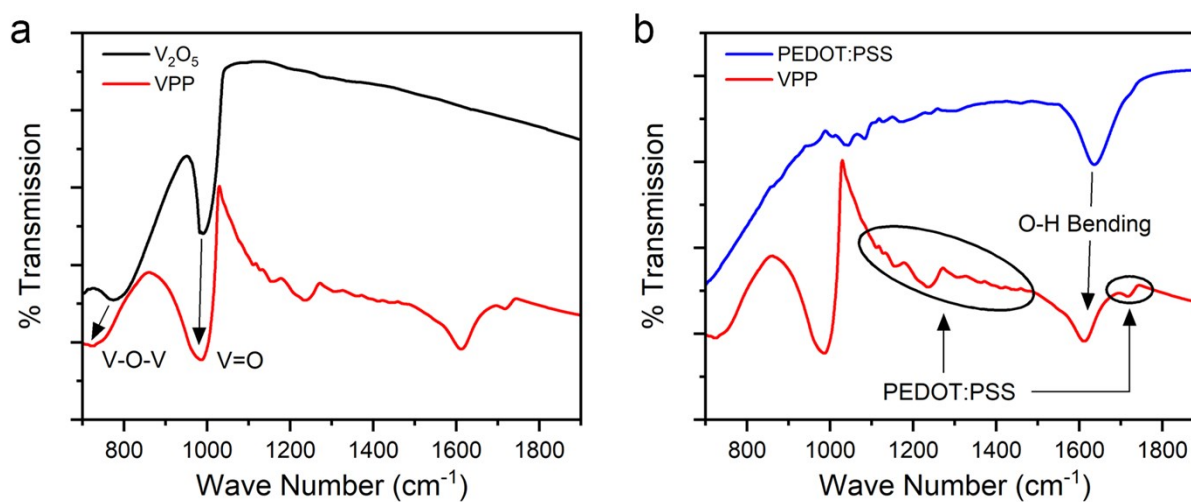 a
V₂O₅
VPP
% Transmission
V-O-V
V=O
800 1000 1200 1400 1600 1800
Wave Number (cm⁻¹)
b
PEDOT:PSS
VPP
% Transmission
O-H Bending
PEDOT:PSS
800 1000 1200 1400 1600 1800
Wave Number (cm⁻¹)